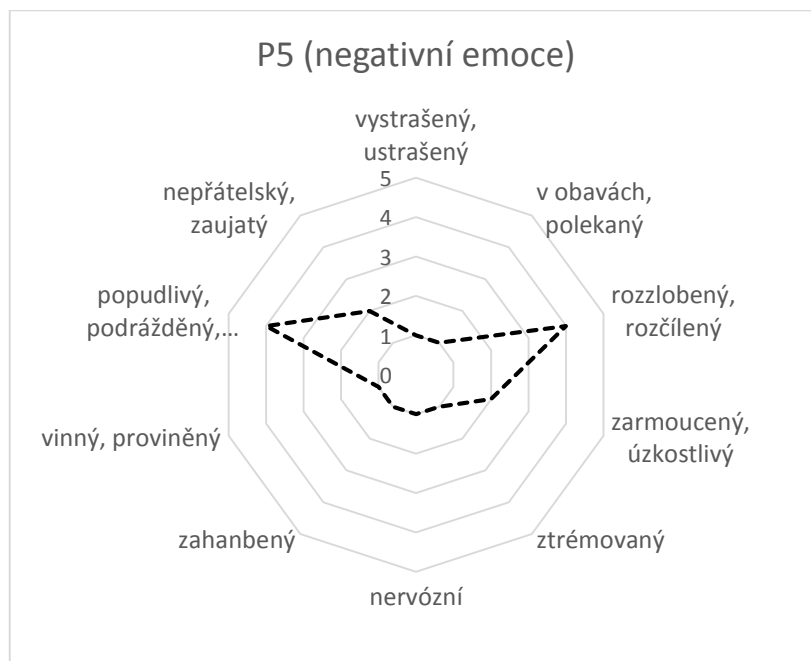 P5 (negativní emoce)
vystrašený,
ustrašený
v obavách,
polekaný
rozzlobený,
rozčílený
zarmoucený,
úzkostlivý
ztrémovaný
nervózní
zahanbený
vinný, proviněný
popudlivý,
podrážděný,...
nepřátelský,
zaujatý
5
4
3
2
1
0